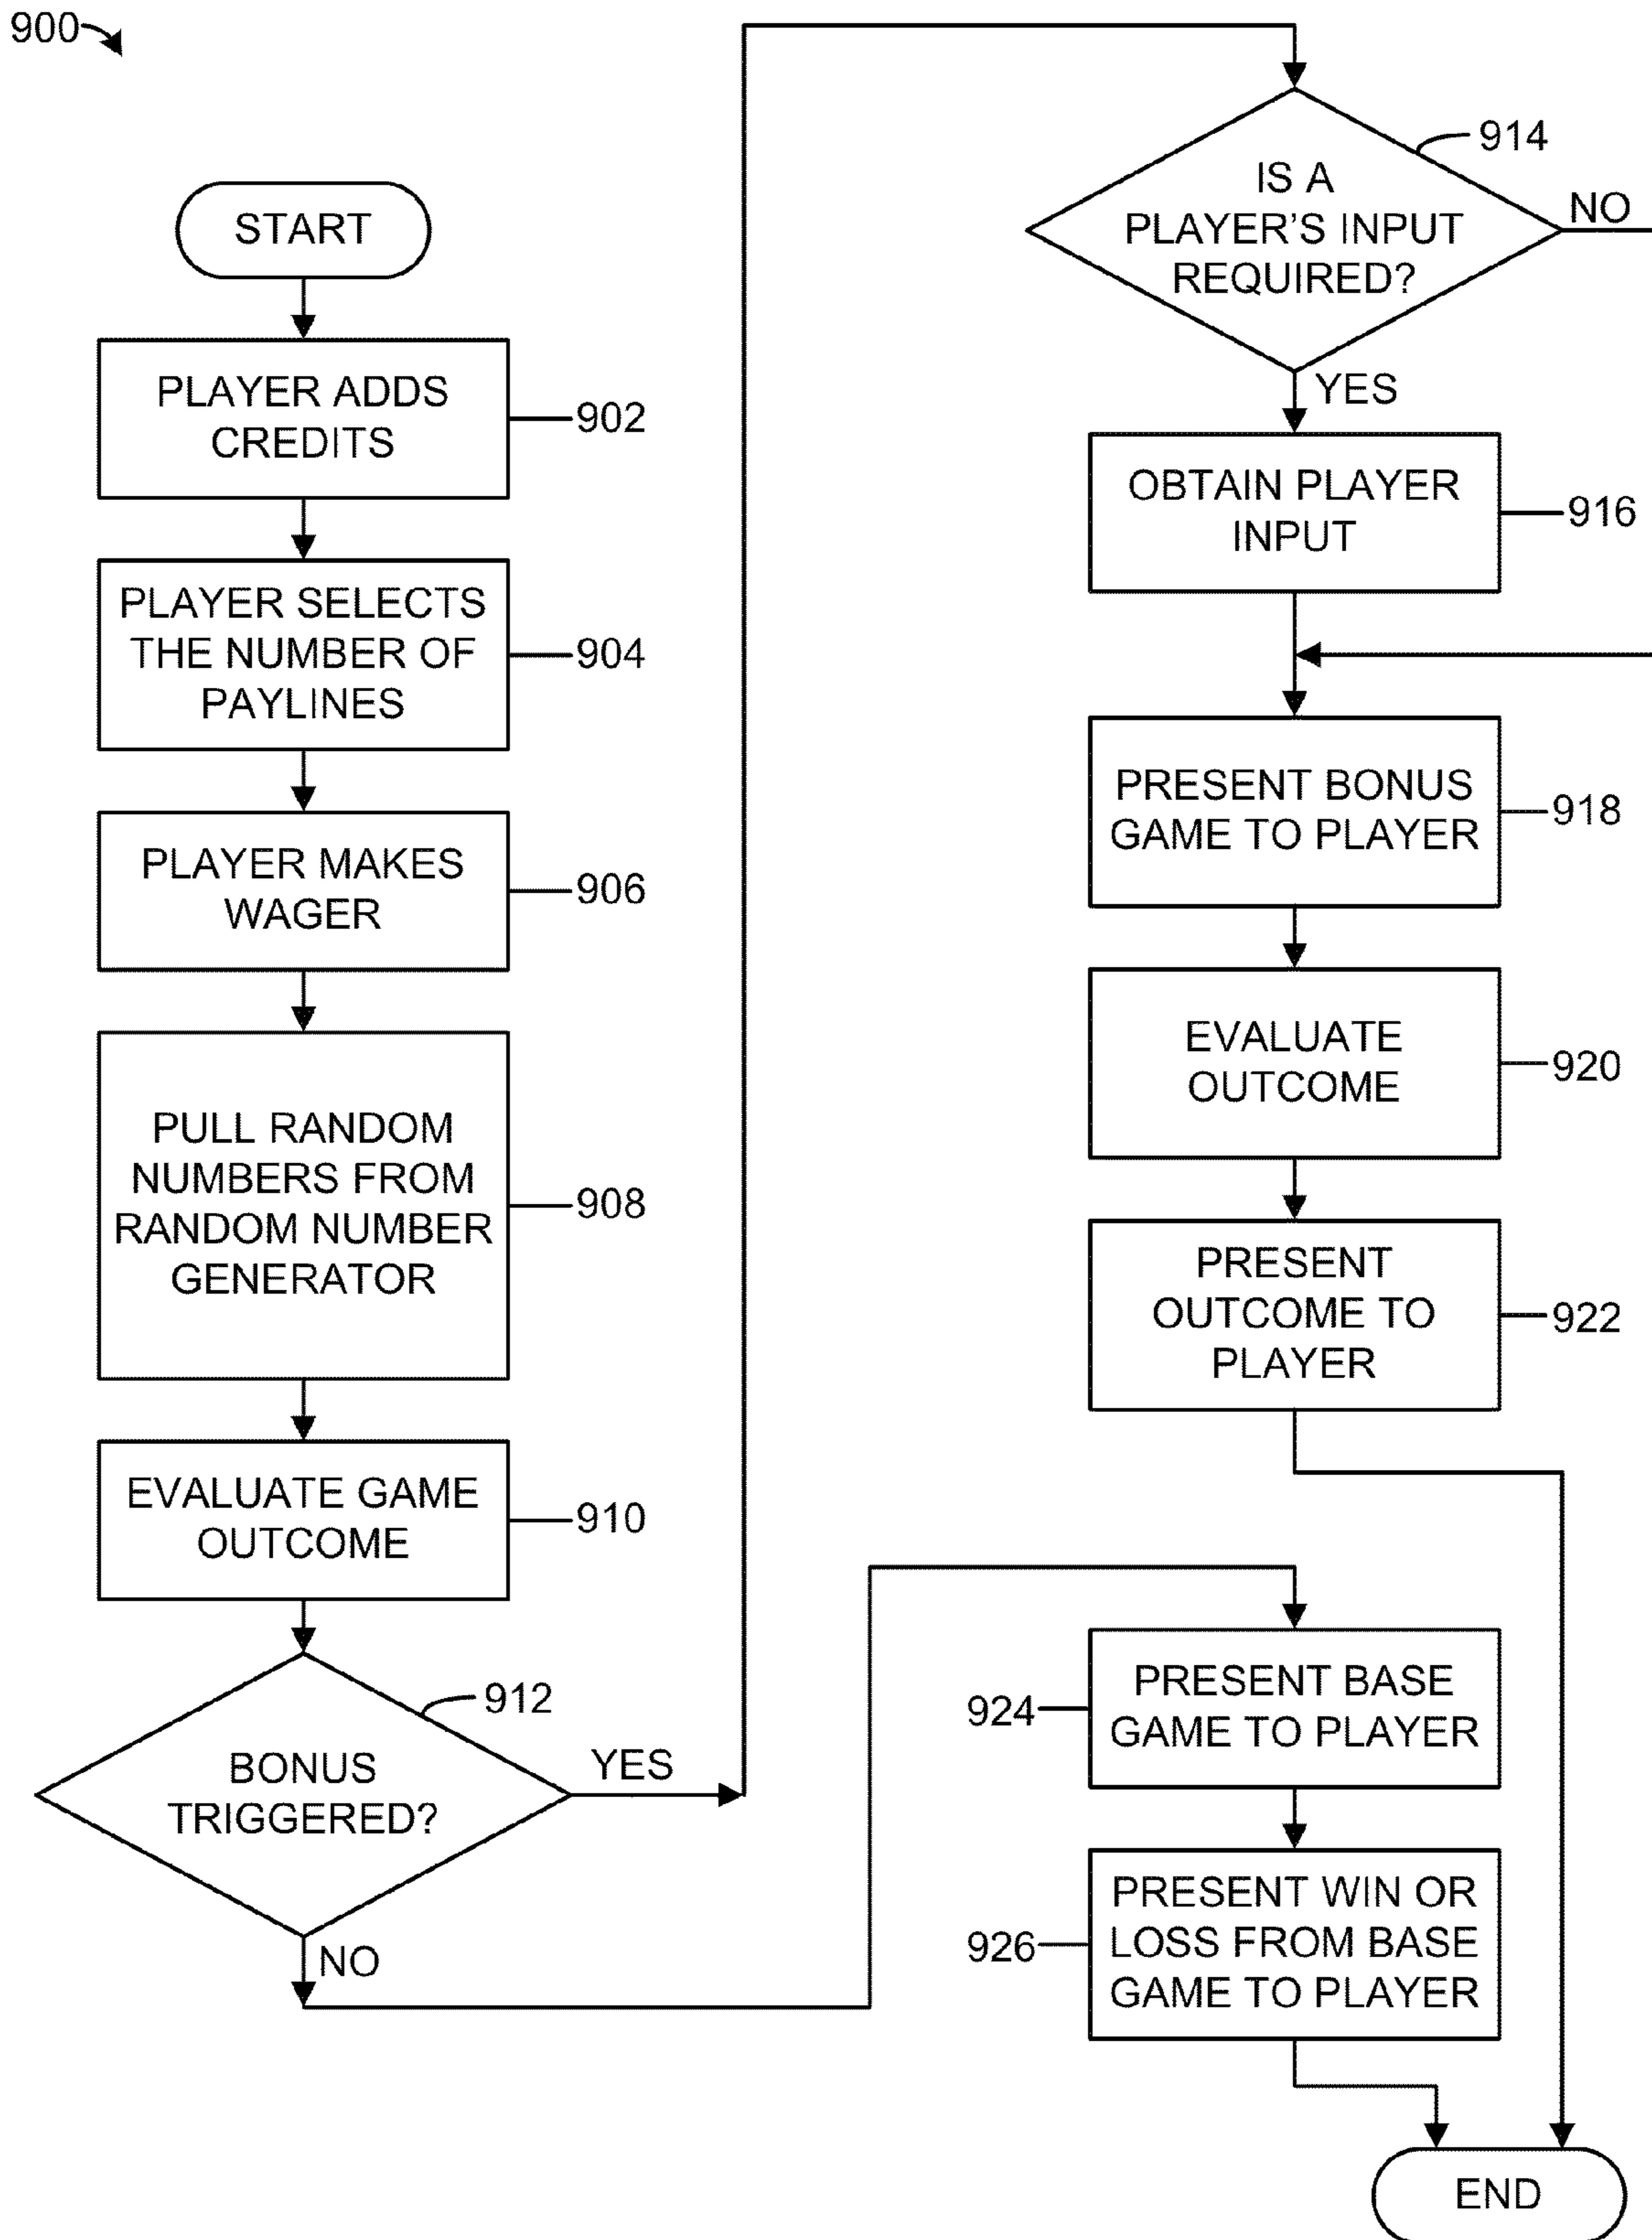 900
START
PLAYER ADDS
CREDITS
902
PLAYER SELECTS
THE NUMBER OF
PAYLINES
904
PLAYER MAKES
WAGER
906
PULL RANDOM
NUMBERS FROM
RANDOM NUMBER
GENERATOR
908
EVALUATE GAME
OUTCOME
910
912
BONUS
TRIGGERED?
YES
NO
914
IS A
PLAYER'S INPUT
REQUIRED?
NO
YES
OBTAIN PLAYER
INPUT
916
PRESENT BONUS
GAME TO PLAYER
918
EVALUATE
OUTCOME
920
PRESENT
OUTCOME TO
PLAYER
922
PRESENT BASE
GAME TO PLAYER
924
PRESENT WIN OR
LOSS FROM BASE
GAME TO PLAYER
926
END